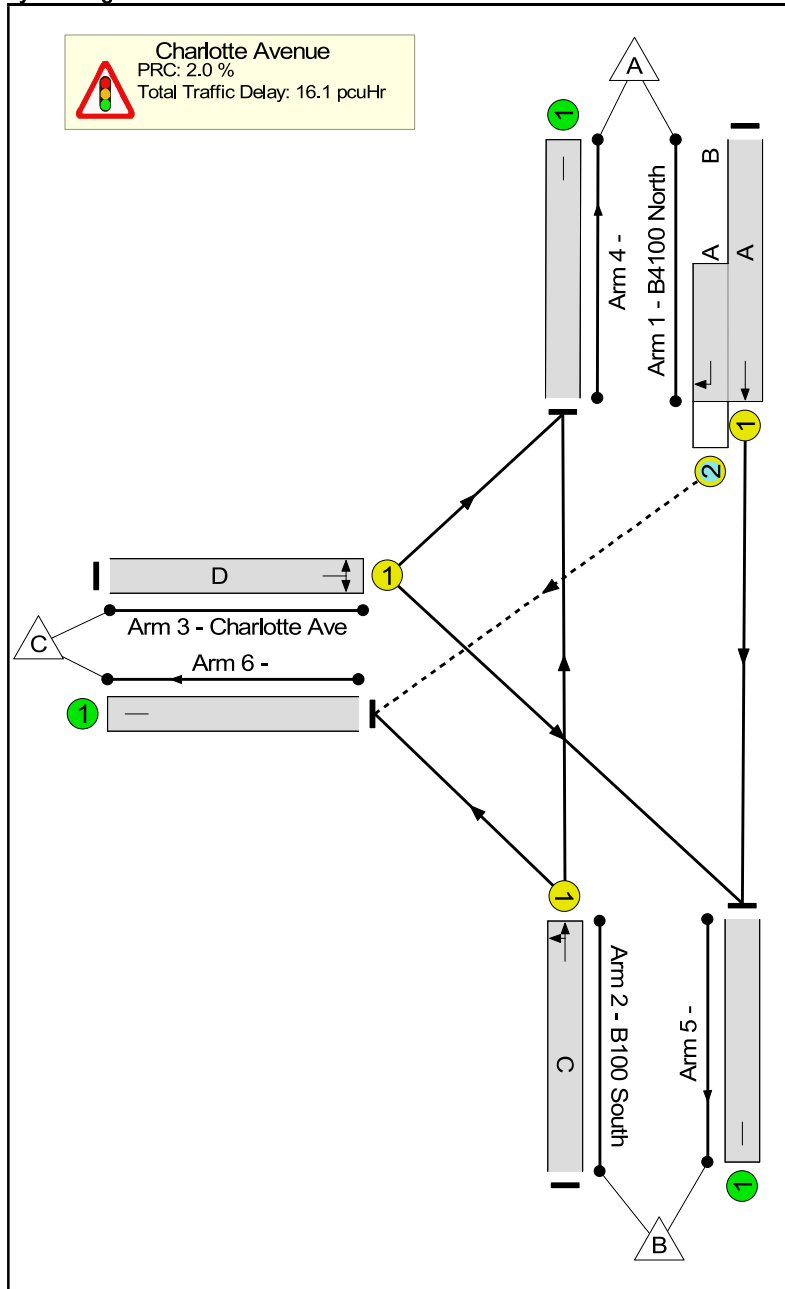 Charlotte Avenue
PRC: 2.0 %
Total Traffic Delay: 16.1 pcuHr
A
1
B
Arm 4 -
Arm 1 - B4100 North
A
A
1
2
D
1
Arm 3 - Charlotte Ave
C
Arm 6 -
1
1
Arm 2 - B100 South
Arm 5 -
C
1
B